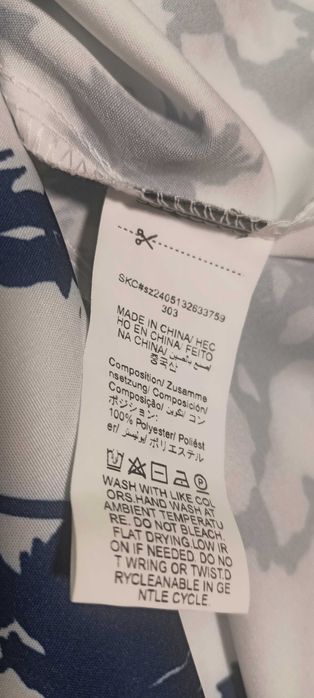 SKC#sz2405132633759
303
MADE IN CHINA/ HEC
HO EN CHINA/ FEITO
NA CHINA/ صنع بالصين/
중국산
Composition/ Zusamme
nsetzung/ Composición/
Composição/ تكوين/ コン
ポジション:
100% Polyester/ Poliést
er/ بوليستر/ ポリエステル
WASH WITH LIKE COL
ORS.HAND WASH AT
AMBIENT TEMPERATU
RE. DO NOT BLEACH.
FLAT DRYING.LOW IR
ON IF NEEDED. DO NO
T WRING OR TWIST.D
RYCLEANABLE IN GE
NTLE CYCLE.